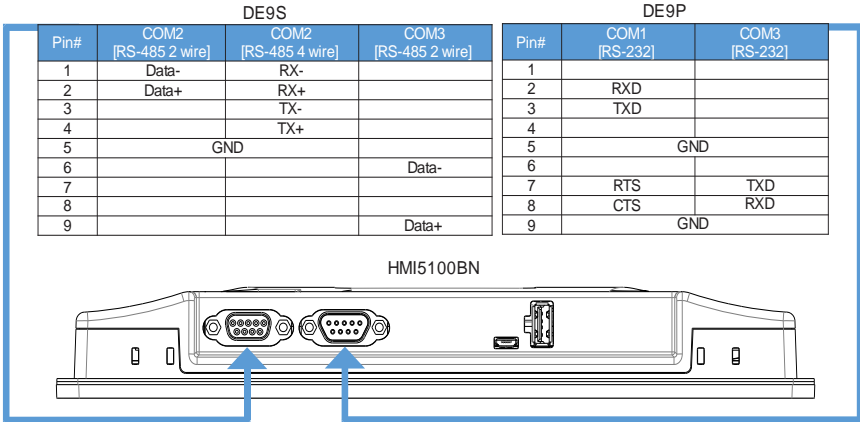 DE9S
Pin# COM2 [RS-485 2 wire] COM2 [RS-485 4 wire] COM3 [RS-485 2 wire]
1 Data- RX-
2 Data+ RX+
3 TX-
4 TX+
5 GND
6 Data-
7
8
9 Data+
DE9P
Pin# COM1 [RS-232] COM3 [RS-232]
1
2 RXD
3 TXD
4
5 GND
6
7 RTS TXD
8 CTS RXD
9 GND
HMI5100BN